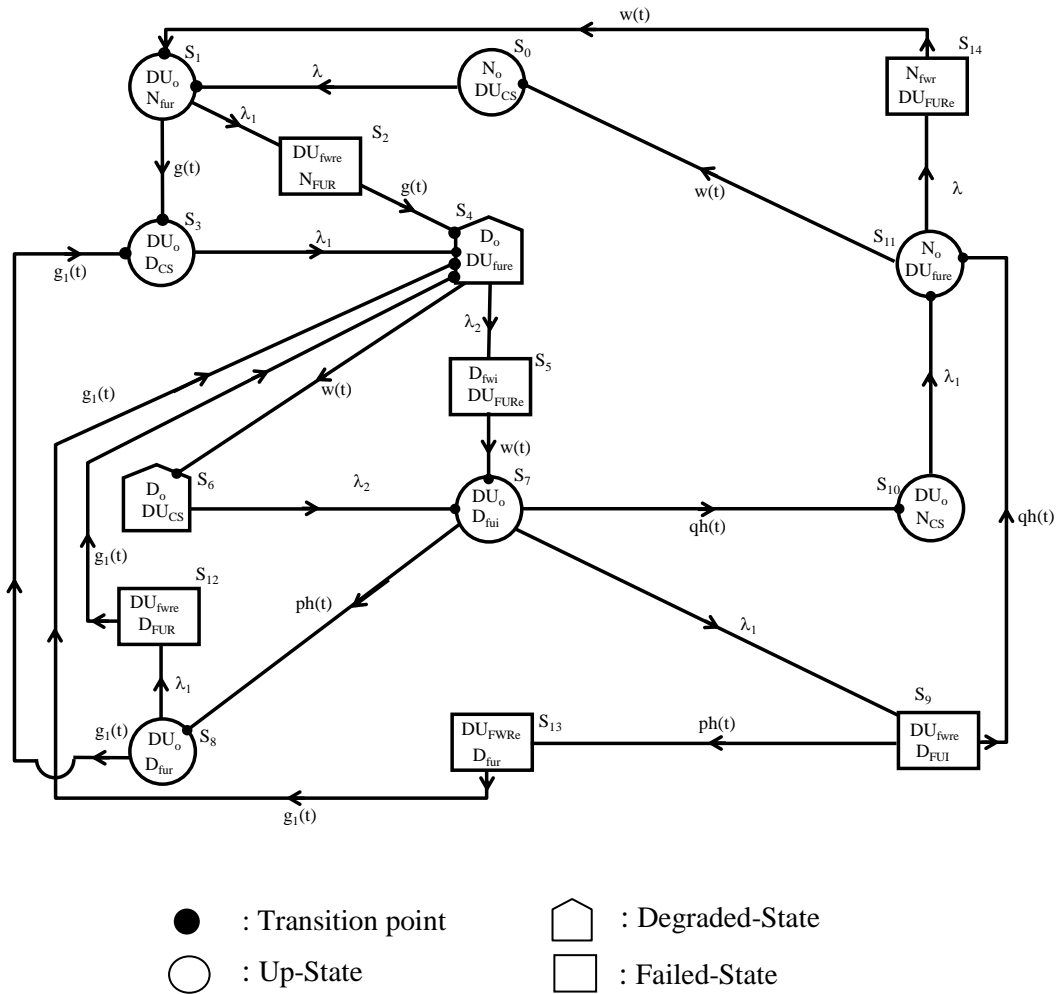 w(t)
S0
S1
S14
No
DUCS
λ
DUo
Nfur
Nfwr
DUFURe
λ1
S2
DUfwre
NFUR
g(t)
g(t)
w(t)
λ
S3
DUo
DCS
λ1
S4
Do
DUfure
S11
No
DUfure
g1(t)
λ2
S5
Dfwi
DUFURe
g1(t)
w(t)
λ1
w(t)
S6
Do
DUCS
λ2
S7
DUo
Dfui
S10
DUo
NCS
qh(t)
qh(t)
g1(t)
S12
DUfwre
DFUR
ph(t)
λ1
λ1
S9
g1(t)
S8
DUo
Dfur
S13
DUFWRe
Dfur
ph(t)
DUfwre
DFUI
g1(t)
: Transition point
: Degraded-State
: Up-State
: Failed-State